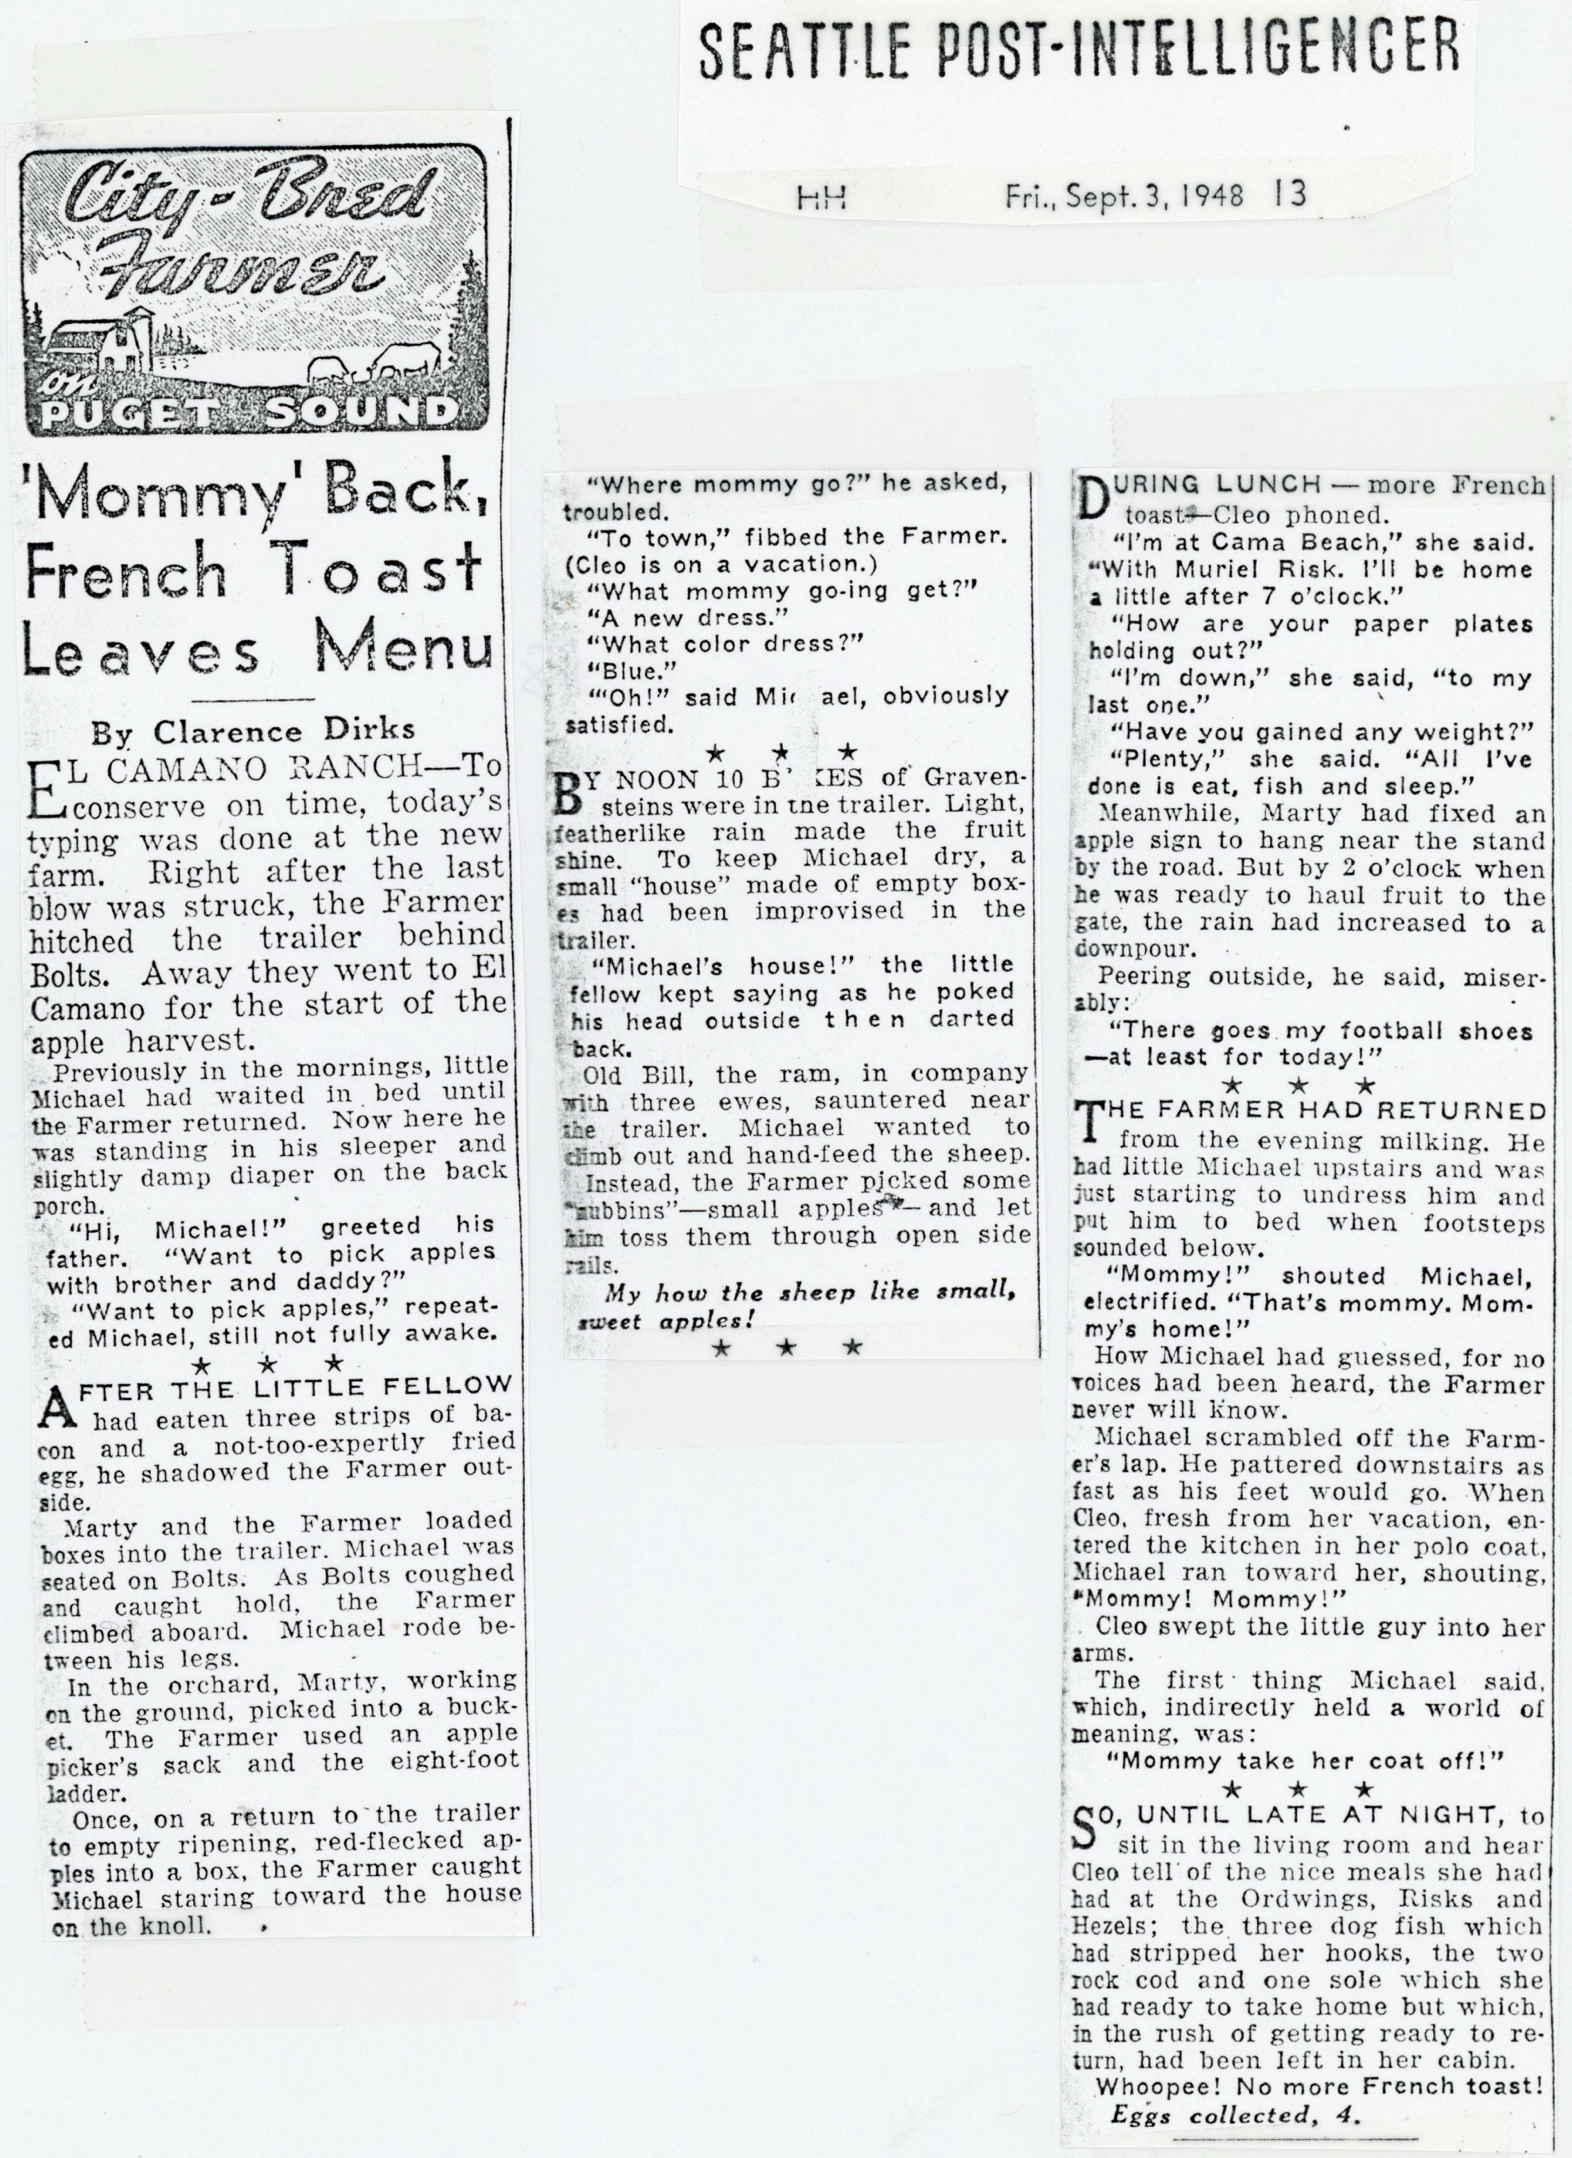 SEATTLE POST-INTELLIGENCER
HH Fri., Sept. 3, 1948 13
City-Bred
Farmer
on
PUGET SOUND
'Mommy' Back,
French Toast
Leaves Menu
By Clarence Dirks
EL CAMANO RANCH—To
conserve on time, today's
typing was done at the new
farm. Right after the last
blow was struck, the Farmer
hitched the trailer behind
Bolts. Away they went to El
Camano for the start of the
apple harvest.
Previously in the mornings, little
Michael had waited in bed until
the Farmer returned. Now here he
was standing in his sleeper and
slightly damp diaper on the back
porch.
"Hi, Michael!" greeted his
father. "Want to pick apples
with brother and daddy?"
"Want to pick apples," repeat-
ed Michael, still not fully awake.
★ ★ ★
AFTER THE LITTLE FELLOW
had eaten three strips of ba-
con and a not-too-expertly fried
egg, he shadowed the Farmer out-
side.
Marty and the Farmer loaded
boxes into the trailer. Michael was
seated on Bolts. As Bolts coughed
and caught hold, the Farmer
climbed aboard. Michael rode be-
tween his legs.
In the orchard, Marty, working
on the ground, picked into a buck-
et. The Farmer used an apple
picker's sack and the eight-foot
ladder.
Once, on a return to the trailer
to empty ripening, red-flecked ap-
ples into a box, the Farmer caught
Michael staring toward the house
on the knoll.
"Where mommy go?" he asked,
troubled.
"To town," fibbed the Farmer.
(Cleo is on a vacation.)
"What mommy go-ing get?"
"A new dress."
"What color dress?"
"Blue."
"'Oh!" said Mic ael, obviously
satisfied.
★ ★ ★
BY NOON 10 B XES of Graven-
steins were in the trailer. Light,
featherlike rain made the fruit
shine. To keep Michael dry, a
small "house" made of empty box-
es had been improvised in the
trailer.
"Michael's house!" the little
fellow kept saying as he poked
his head outside then darted
back.
Old Bill, the ram, in company
with three ewes, sauntered near
the trailer. Michael wanted to
climb out and hand-feed the sheep.
Instead, the Farmer picked some
"nubbins"—small apples—and let
him toss them through open side
rails.
My how the sheep like small,
sweet apples!
★ ★ ★
DURING LUNCH — more French
toast—Cleo phoned.
"I'm at Cama Beach," she said.
"With Muriel Risk. I'll be home
a little after 7 o'clock."
"How are your paper plates
holding out?"
"I'm down," she said, "to my
last one."
"Have you gained any weight?"
"Plenty," she said. "All I've
done is eat, fish and sleep."
Meanwhile, Marty had fixed an
apple sign to hang near the stand
by the road. But by 2 o'clock when
he was ready to haul fruit to the
gate, the rain had increased to a
downpour.
Peering outside, he said, miser-
ably:
"There goes my football shoes
—at least for today!"
★ ★ ★
THE FARMER HAD RETURNED
from the evening milking. He
had little Michael upstairs and was
just starting to undress him and
put him to bed when footsteps
sounded below.
"Mommy!" shouted Michael,
electrified. "That's mommy. Mom-
my's home!"
How Michael had guessed, for no
voices had been heard, the Farmer
never will know.
Michael scrambled off the Farm-
er's lap. He pattered downstairs as
fast as his feet would go. When
Cleo, fresh from her vacation, en-
tered the kitchen in her polo coat,
Michael ran toward her, shouting,
"Mommy! Mommy!"
Cleo swept the little guy into her
arms.
The first thing Michael said,
which, indirectly held a world of
meaning, was:
"Mommy take her coat off!"
★ ★ ★
SO, UNTIL LATE AT NIGHT, to
sit in the living room and hear
Cleo tell of the nice meals she had
had at the Ordwings, Risks and
Hezels; the three dog fish which
had stripped her hooks, the two
rock cod and one sole which she
had ready to take home but which,
in the rush of getting ready to re-
turn, had been left in her cabin.
Whoopee! No more French toast!
Eggs collected, 4.